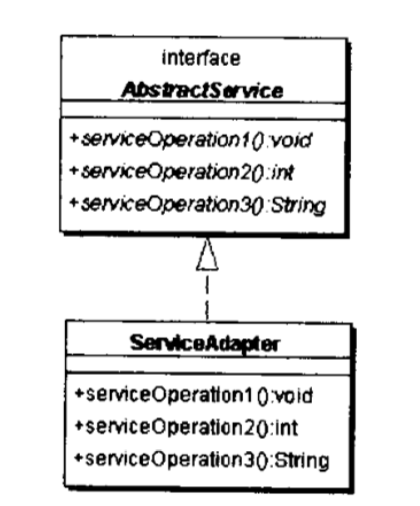 interface
AbstractService
+serviceOperation1():void
+serviceOperation2():int
+serviceOperation3():String
ServiceAdapter
+serviceOperation1():void
+serviceOperation2():int
+serviceOperation3():String